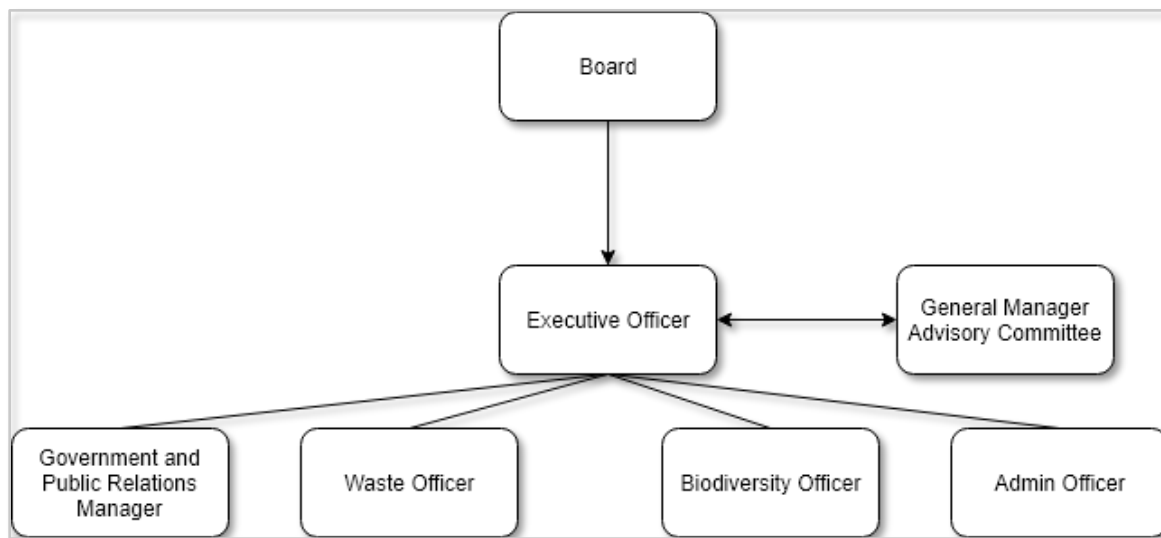 Board
Executive Officer
General Manager
Advisory Committee
Government and
Public Relations
Manager
Waste Officer
Biodiversity Officer
Admin Officer